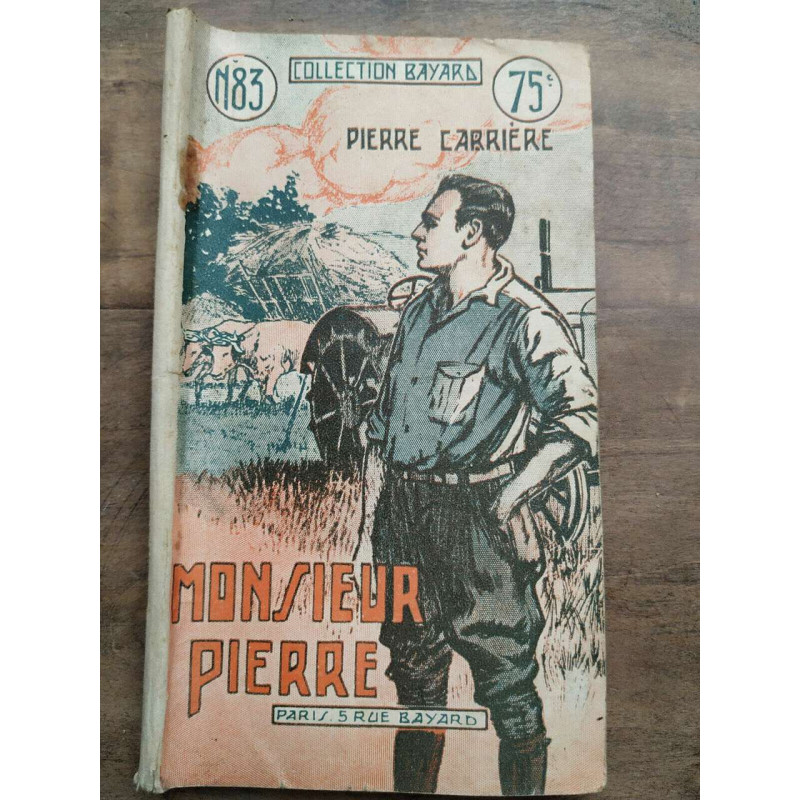 N°83
COLLECTION BAYARD
75c.
PIERRE CARRIÈRE
MONSIEUR
PIERRE
PARIS. 5 RUE BAYARD